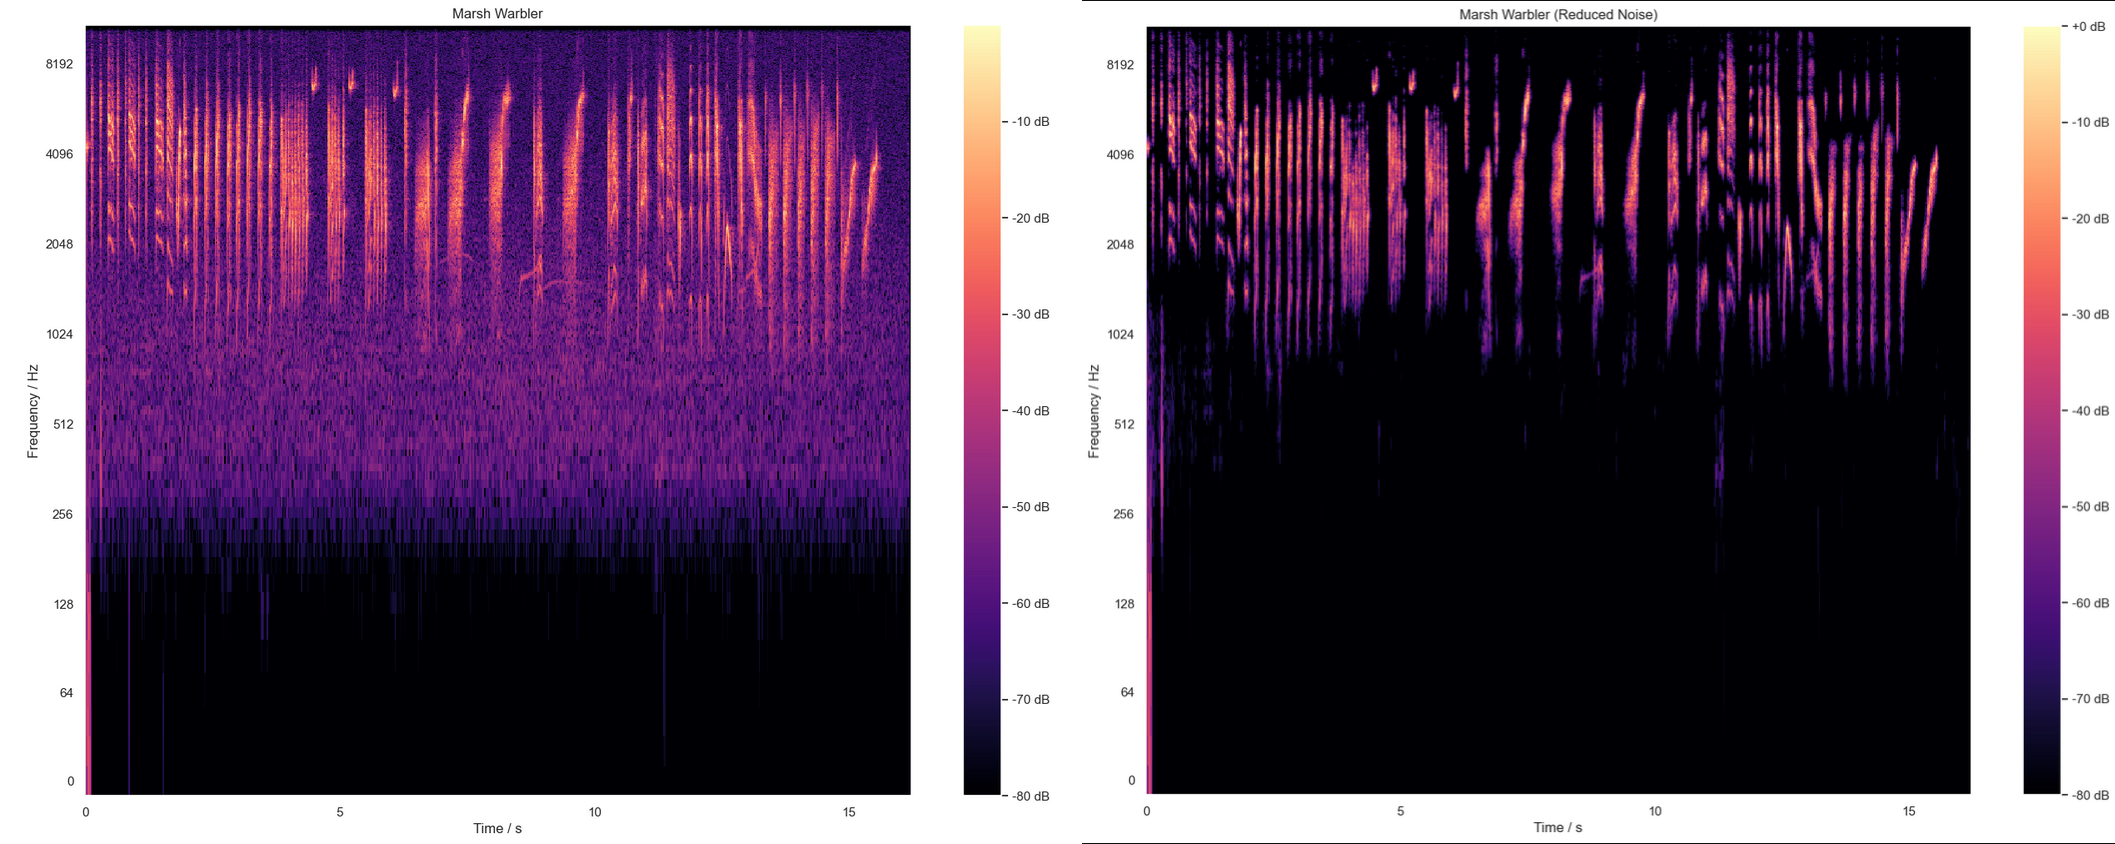 Marsh Warbler
8192
4096
2048
1024
512
256
128
64
0
Frequency / Hz
0
5
10
15
Time / s
-10 dB
-20 dB
-30 dB
-40 dB
-50 dB
-60 dB
-70 dB
-80 dB
Marsh Warbler (Reduced Noise)
8192
4096
2048
1024
512
256
128
64
0
Frequency / Hz
0
5
10
15
Time / s
+0 dB
-10 dB
-20 dB
-30 dB
-40 dB
-50 dB
-60 dB
-70 dB
-80 dB